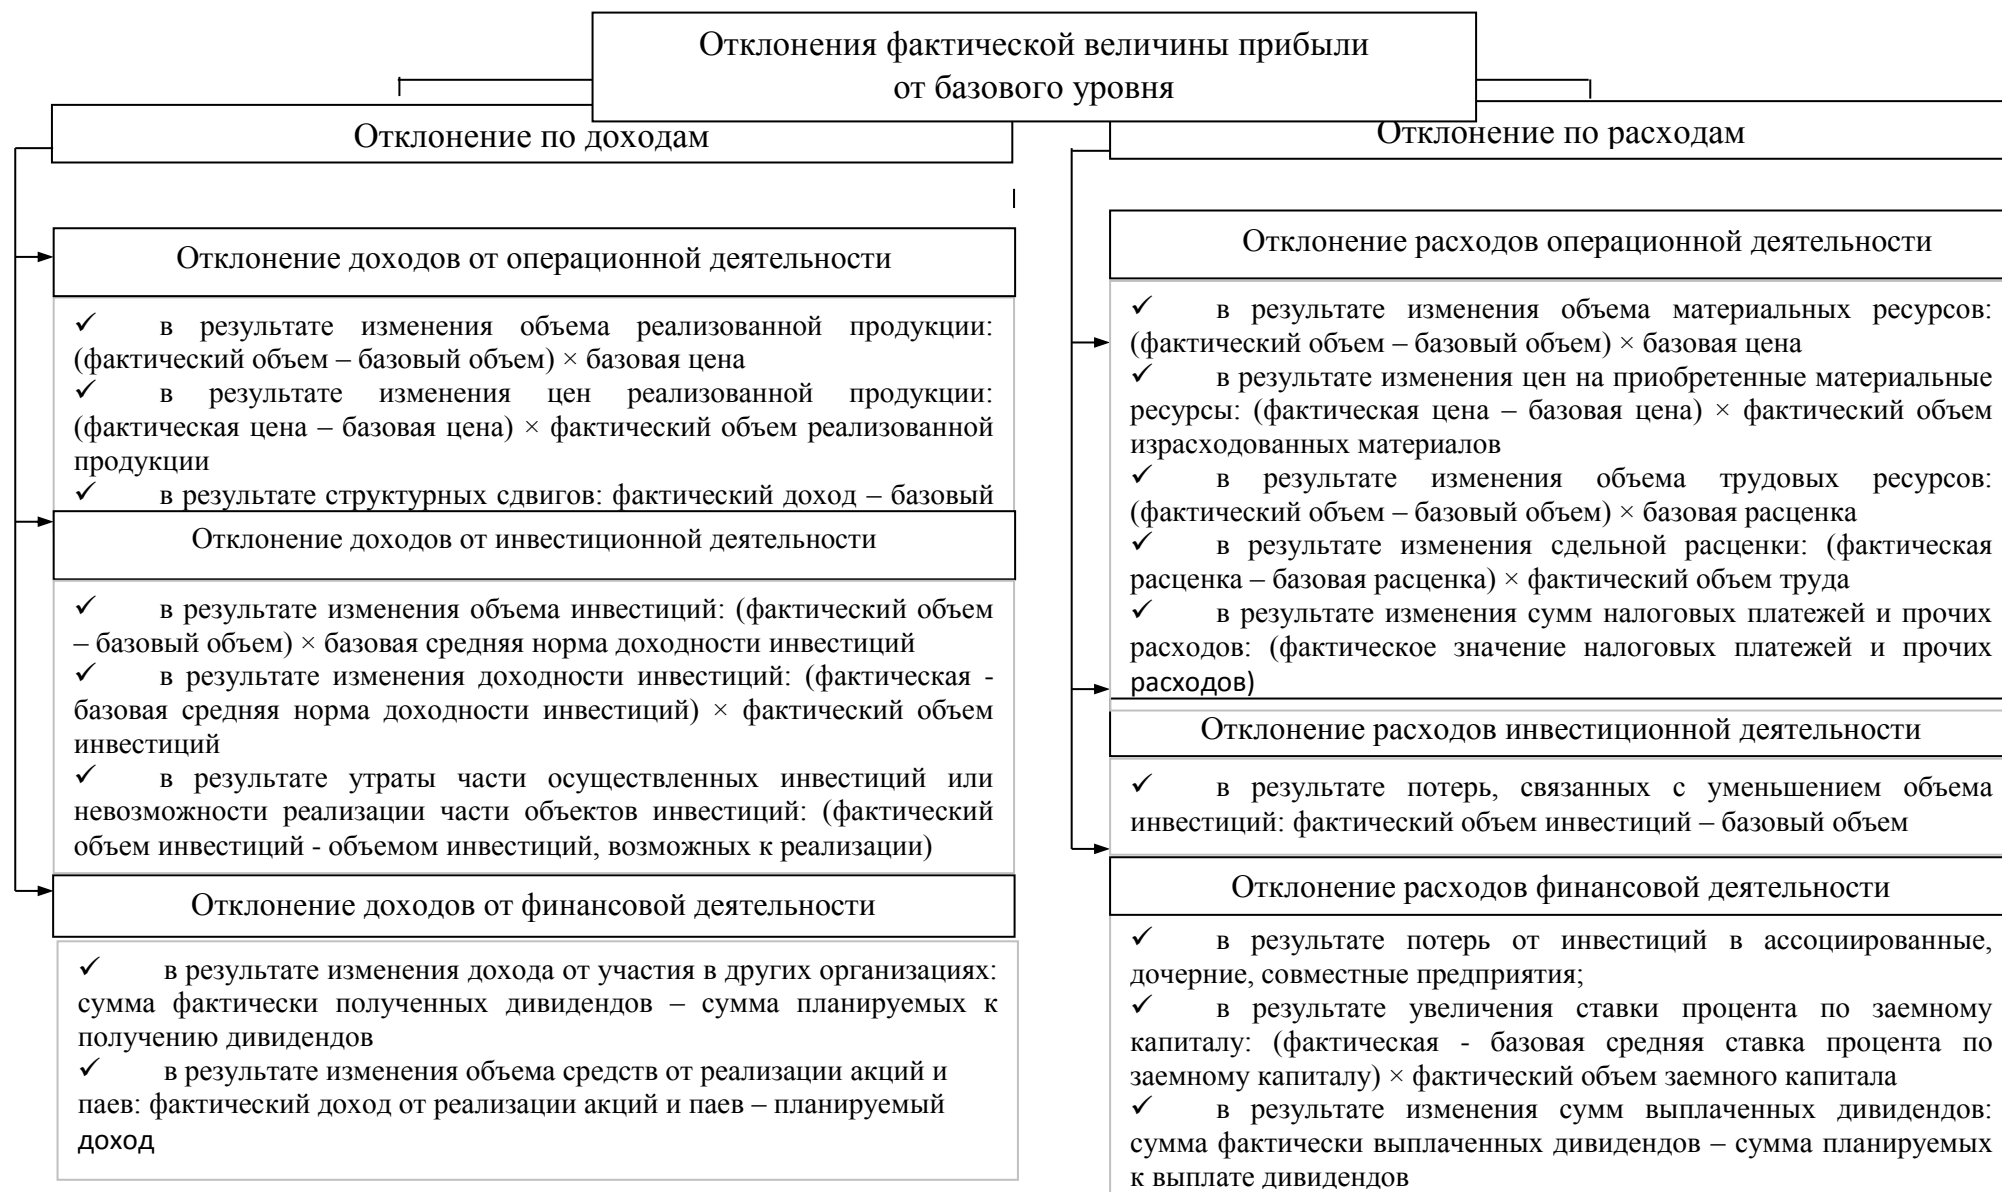 Отклонения фактической величины прибыли
от базового уровня
Отклонение по доходам
Отклонение доходов от операционной деятельности
✓ в результате изменения объема реализованной продукции:
(фактический объем – базовый объем) × базовая цена
✓ в результате изменения цен реализованной продукции:
(фактическая цена – базовая цена) × фактический объем реализованной
продукции
✓ в результате структурных сдвигов: фактический доход – базовый
Отклонение доходов от инвестиционной деятельности
✓ в результате изменения объема инвестиций: (фактический объем
– базовый объем) × базовая средняя норма доходности инвестиций
✓ в результате изменения доходности инвестиций: (фактическая -
базовая средняя норма доходности инвестиций) × фактический объем
инвестиций
✓ в результате утраты части осуществленных инвестиций или
невозможности реализации части объектов инвестиций: (фактический
объем инвестиций - объемом инвестиций, возможных к реализации)
Отклонение доходов от финансовой деятельности
✓ в результате изменения дохода от участия в других организациях:
сумма фактически полученных дивидендов – сумма планируемых к
получению дивидендов
✓ в результате изменения объема средств от реализации акций и
паев: фактический доход от реализации акций и паев – планируемый
доход
Отклонение по расходам
Отклонение расходов операционной деятельности
✓ в результате изменения объема материальных ресурсов:
(фактический объем – базовый объем) × базовая цена
✓ в результате изменения цен на приобретенные материальные
ресурсы: (фактическая цена – базовая цена) × фактический объем
израсходованных материалов
✓ в результате изменения объема трудовых ресурсов:
(фактический объем – базовый объем) × базовая расценка
✓ в результате изменения сдельной расценки: (фактическая
расценка – базовая расценка) × фактический объем труда
✓ в результате изменения сумм налоговых платежей и прочих
расходов: (фактическое значение налоговых платежей и прочих
расходов)
Отклонение расходов инвестиционной деятельности
✓ в результате потерь, связанных с уменьшением объема
инвестиций: фактический объем инвестиций – базовый объем
Отклонение расходов финансовой деятельности
✓ в результате потерь от инвестиций в ассоциированные,
дочерние, совместные предприятия;
✓ в результате увеличения ставки процента по заемному
капиталу: (фактическая - базовая средняя ставка процента по
заемному капиталу) × фактический объем заемного капитала
✓ в результате изменения сумм выплаченных дивидендов:
сумма фактически выплаченных дивидендов – сумма планируемых
к выплате дивидендов